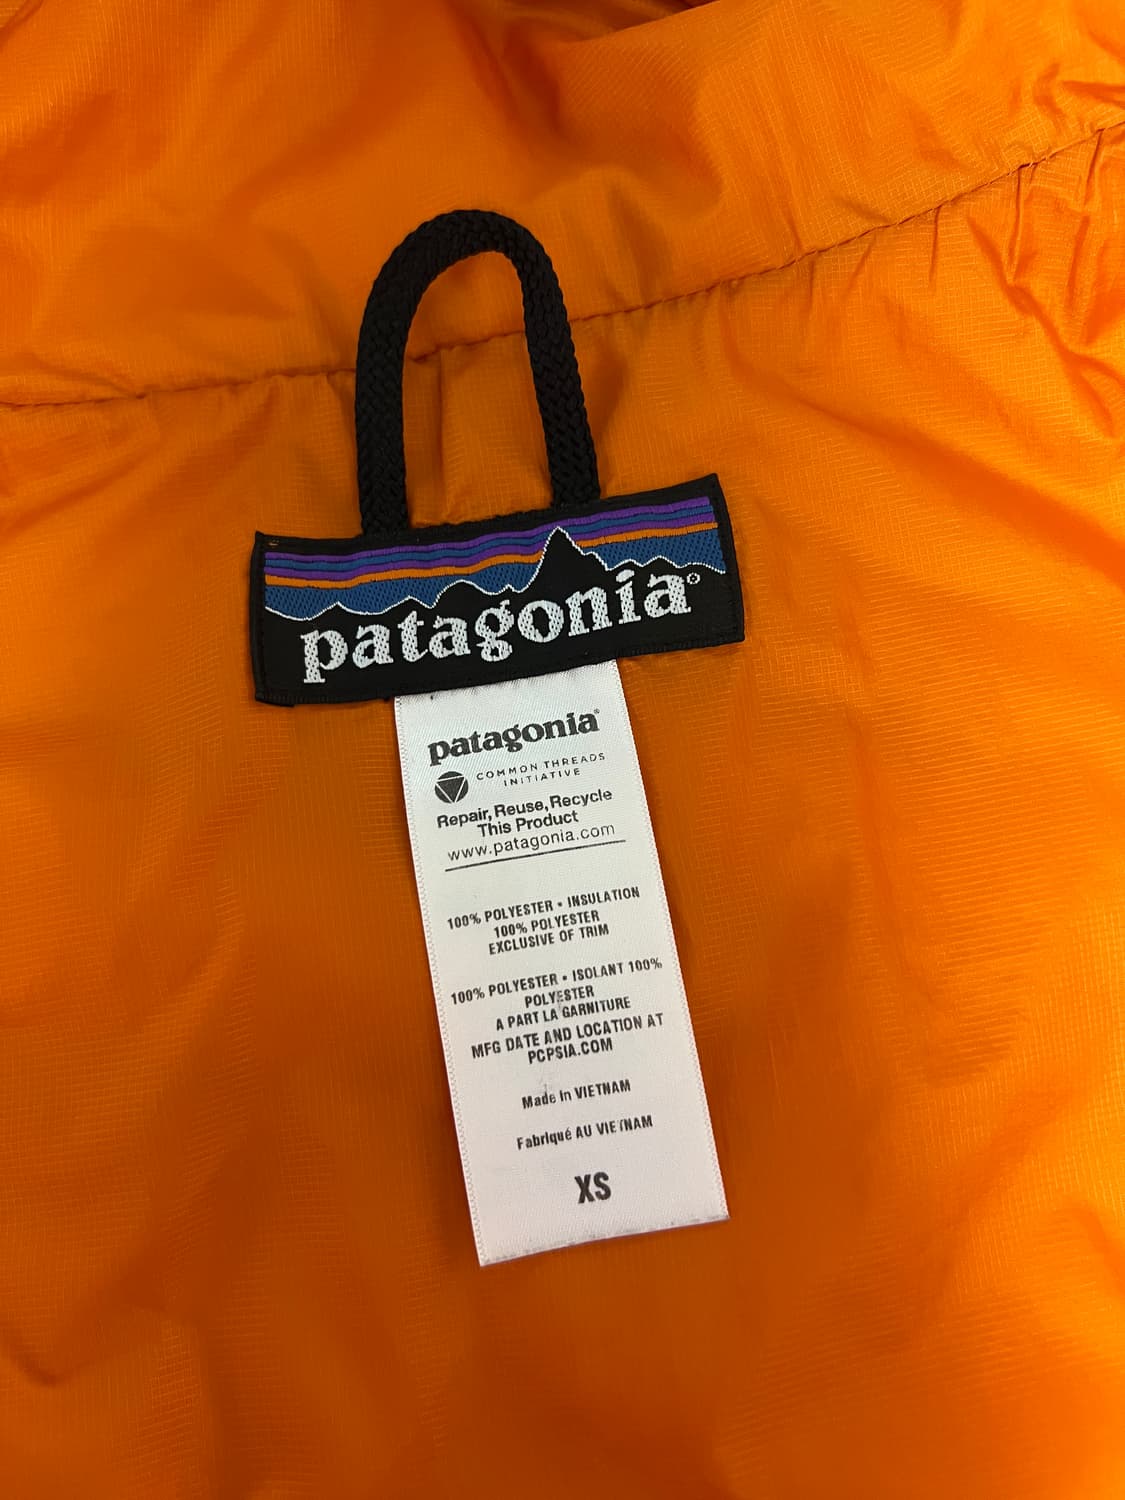 patagonia®
patagonia®
COMMON THREADS
INITIATIVE
Repair, Reuse, Recycle
This Product
www.patagonia.com
100% POLYESTER • INSULATION
100% POLYESTER
EXCLUSIVE OF TRIM
100% POLYESTER • ISOLANT 100%
POLYESTER
A PART LA GARNITURE
MFG DATE AND LOCATION AT
PCPSIA.COM
Made in VIETNAM
Fabriqué AU VIETNAM
XS